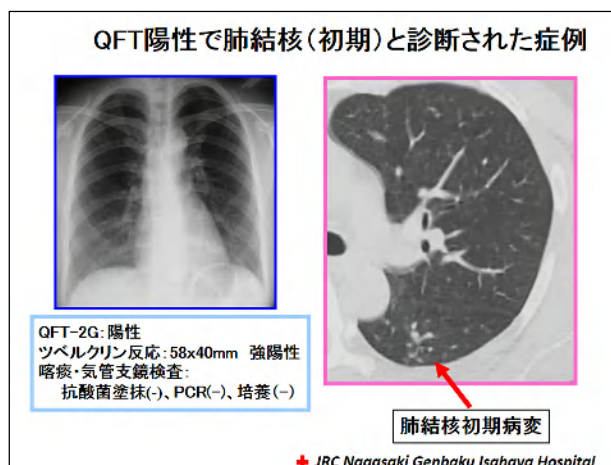 QFT陽性で肺結核（初期）と診断された症例
QFT-2G：陽性
ツベルクリン反応：58x40mm　強陽性
喀痰・気管支鏡検査：
抗酸菌塗抹(-)、PCR(-)、培養(-)
肺結核初期病変
JRC Nagasaki Genbaku Isahaya Hospital